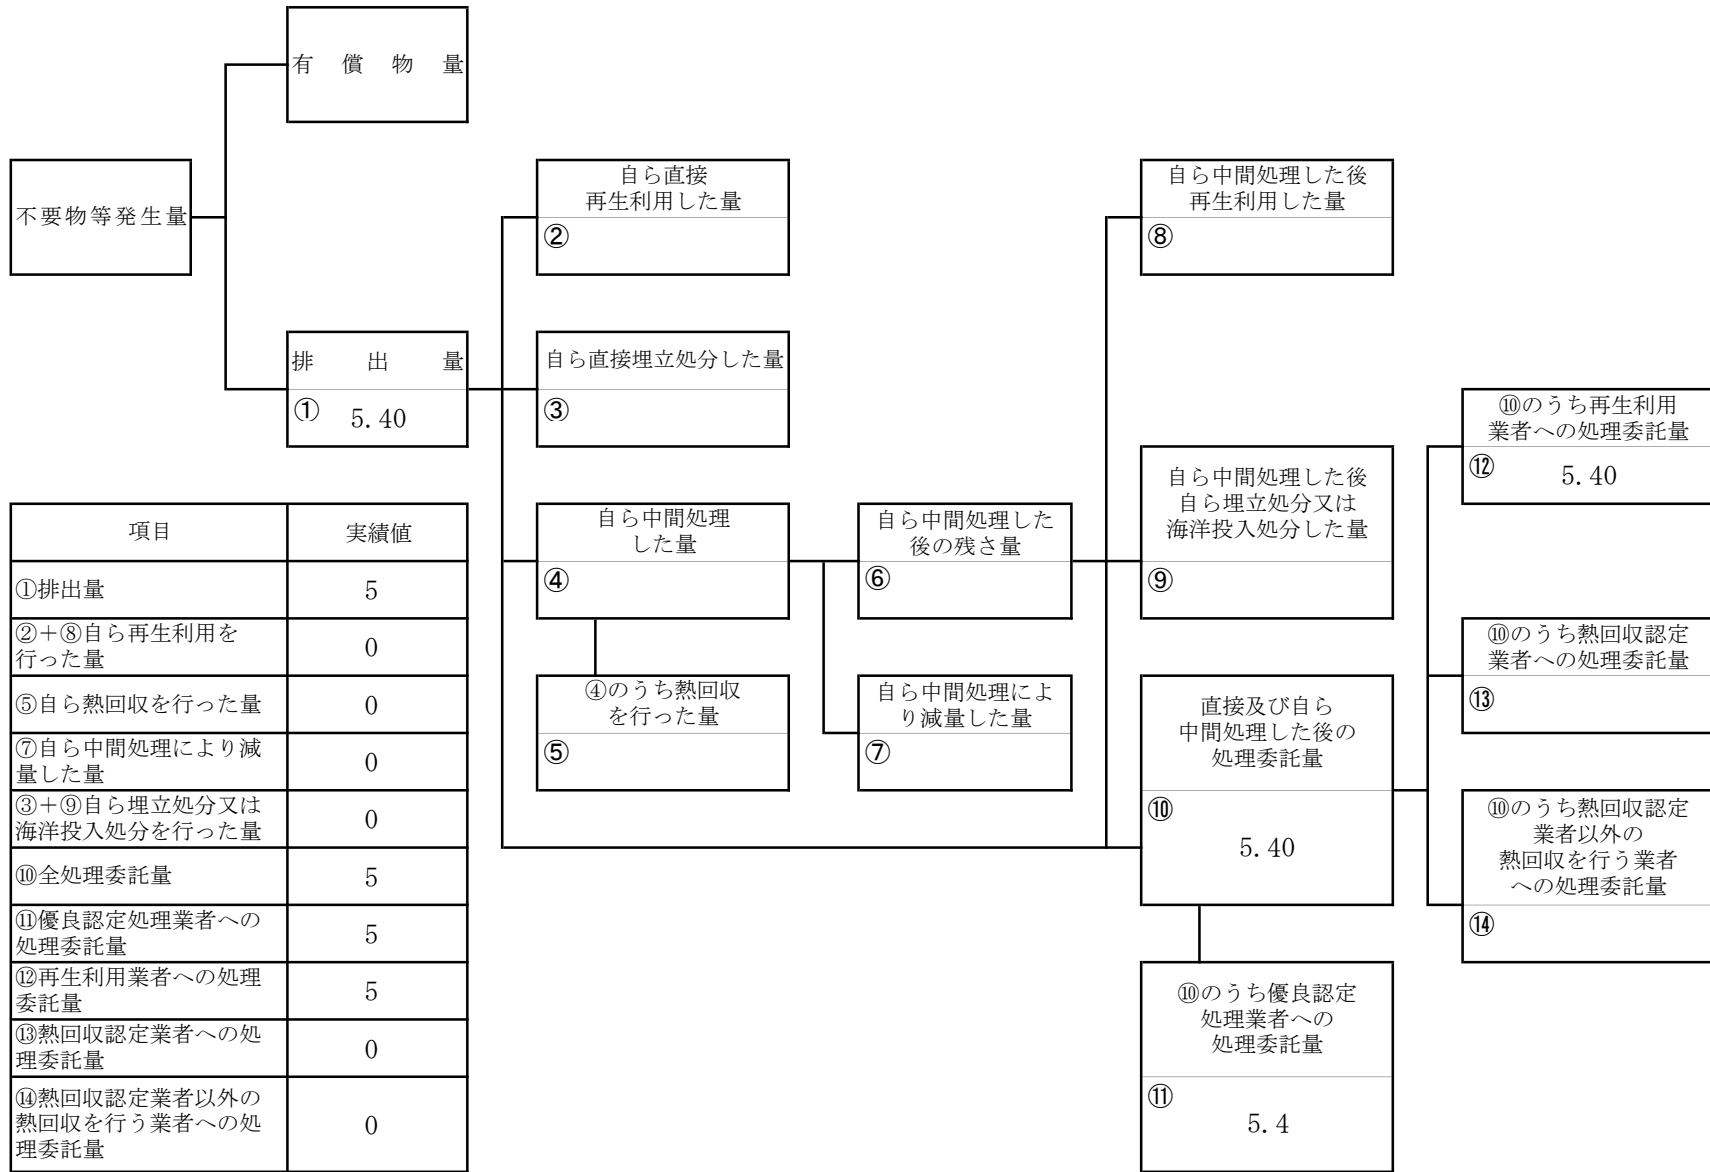 有償物量
不要物等発生量
排出量
① 5.40
自ら直接
再生利用した量
②
自ら直接埋立処分した量
③
自ら中間処理
した量
④
④のうち熱回収
を行った量
⑤
自ら中間処理した
後の残さ量
⑥
自ら中間処理によ
り減量した量
⑦
自ら中間処理した後
再生利用した量
⑧
自ら中間処理した後
自ら埋立処分又は
海洋投入処分した量
⑨
直接及び自ら
中間処理した後の
処理委託量
⑩
5.40
⑩のうち優良認定
処理業者への
処理委託量
⑪
5.4
⑩のうち再生利用
業者への処理委託量
⑫ 5.40
⑩のうち熱回収認定
業者への処理委託量
⑬
⑩のうち熱回収認定
業者以外の
熱回収を行う業者
への処理委託量
⑭
項目 実績値
①排出量 5
②+⑧自ら再生利用を
行った量 0
⑤自ら熱回収を行った量 0
⑦自ら中間処理により減
量した量 0
③+⑨自ら埋立処分又は
海洋投入処分を行った量 0
⑩全処理委託量 5
⑪優良認定処理業者への
処理委託量 5
⑫再生利用業者への処理
委託量 5
⑬熱回収認定業者への処
理委託量 0
⑭熱回収認定業者以外の
熱回収を行う業者への処
理委託量 0